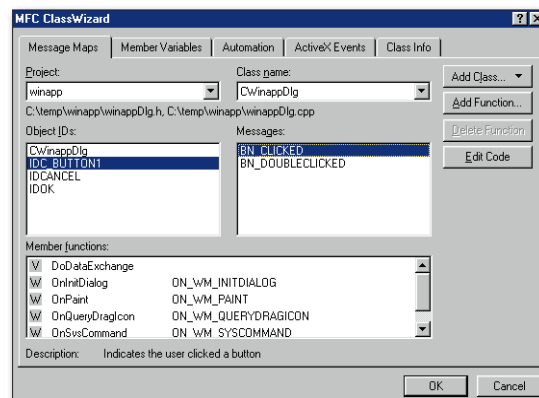 MFC ClassWizard
Message Maps Member Variables Automation ActiveX Events Class Info
Project: Class name: Add Class...
winapp CWinappDlg
C:\temp\winapp\winappDlg.h, C:\temp\winapp\winappDlg.cpp Add Function...
Object IDs: Messages: Delete Function
CWinappDlg BN_CLICKED
IDC_BUTTON1 BN_DOUBLECLICKED Edit Code
IDCANCEL
IDOK
Member functions:
V DoDataExchange
W OnInitDialog ON_WM_INITDIALOG
W OnPaint ON_WM_PAINT
W OnQueryDragIcon ON_WM_QUERYDRAGICON
W OnSysCommand ON_WM_SYSCOMMAND
Description: Indicates the user clicked a button
OK Cancel